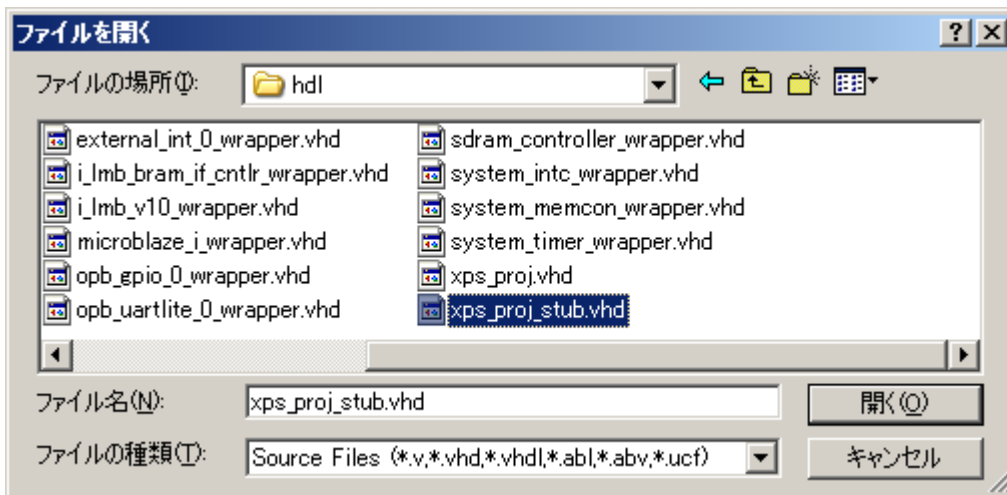 ファイルを開く
ファイルの場所(I): hdl
external_int_0_wrapper.vhd
i_lmb_bram_if_cntlr_wrapper.vhd
i_lmb_v10_wrapper.vhd
microblaze_i_wrapper.vhd
opb_gpio_0_wrapper.vhd
opb_uartlite_0_wrapper.vhd
sdram_controller_wrapper.vhd
system_intc_wrapper.vhd
system_memcon_wrapper.vhd
system_timer_wrapper.vhd
xps_proj.vhd
xps_proj_stub.vhd
ファイル名(N): xps_proj_stub.vhd 開く(O)
ファイルの種類(T): Source Files (*.v,*.vhd,*.vhdl,*.abl,*.abv,*.ucf) キャンセル